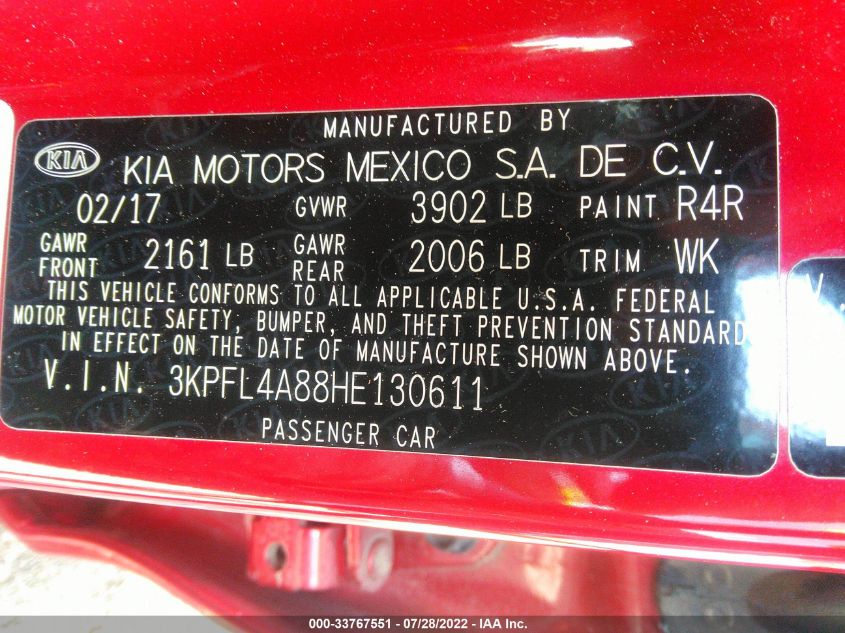 MANUFACTURED BY
KIA KIA MOTORS MEXICO S.A. DE C.V.
02/17 GVWR 3902 LB PAINT R4R
GAWR FRONT 2161 LB GAWR REAR 2006 LB TRIM WK
THIS VEHICLE CONFORMS TO ALL APPLICABLE U.S.A. FEDERAL
MOTOR VEHICLE SAFETY, BUMPER, AND THEFT PREVENTION STANDARD
IN EFFECT ON THE DATE OF MANUFACTURE SHOWN ABOVE.
V.I.N. 3KPFL4A88HE130611
PASSENGER CAR
V.
000-33767551 / 07/28/2022 - IAA Inc.